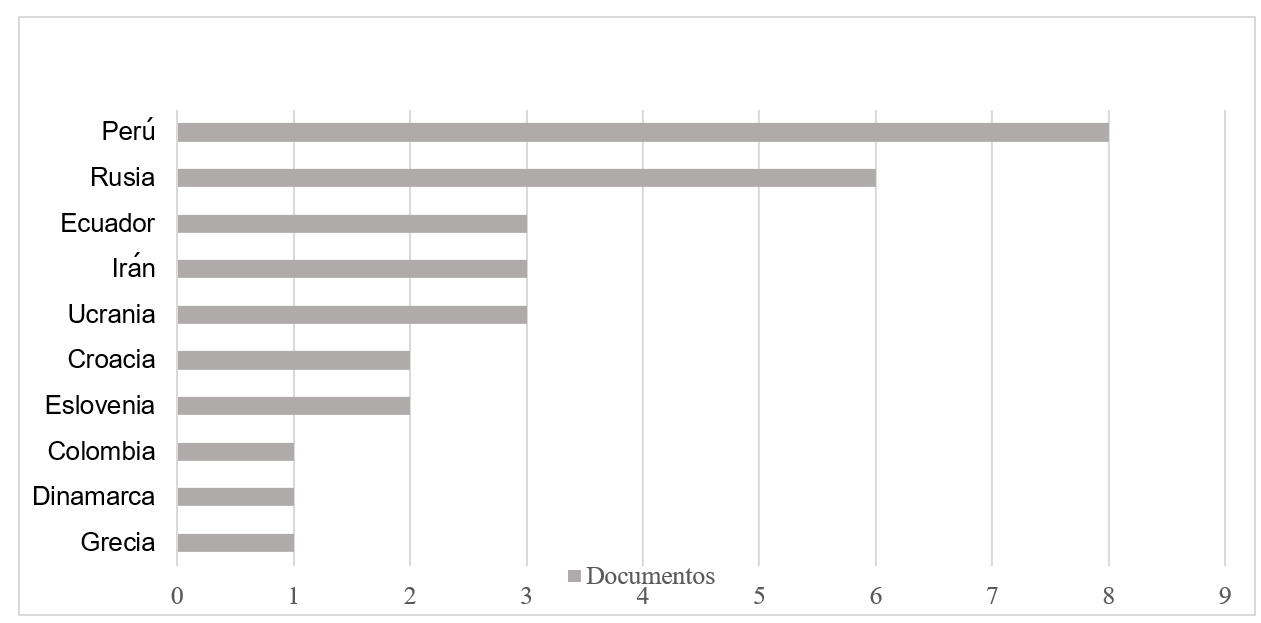 Perú
Rusia
Ecuador
Irán
Ucrania
Croacia
Eslovenia
Colombia
Dinamarca
Grecia
Documentos
0 1 2 3 4 5 6 7 8 9